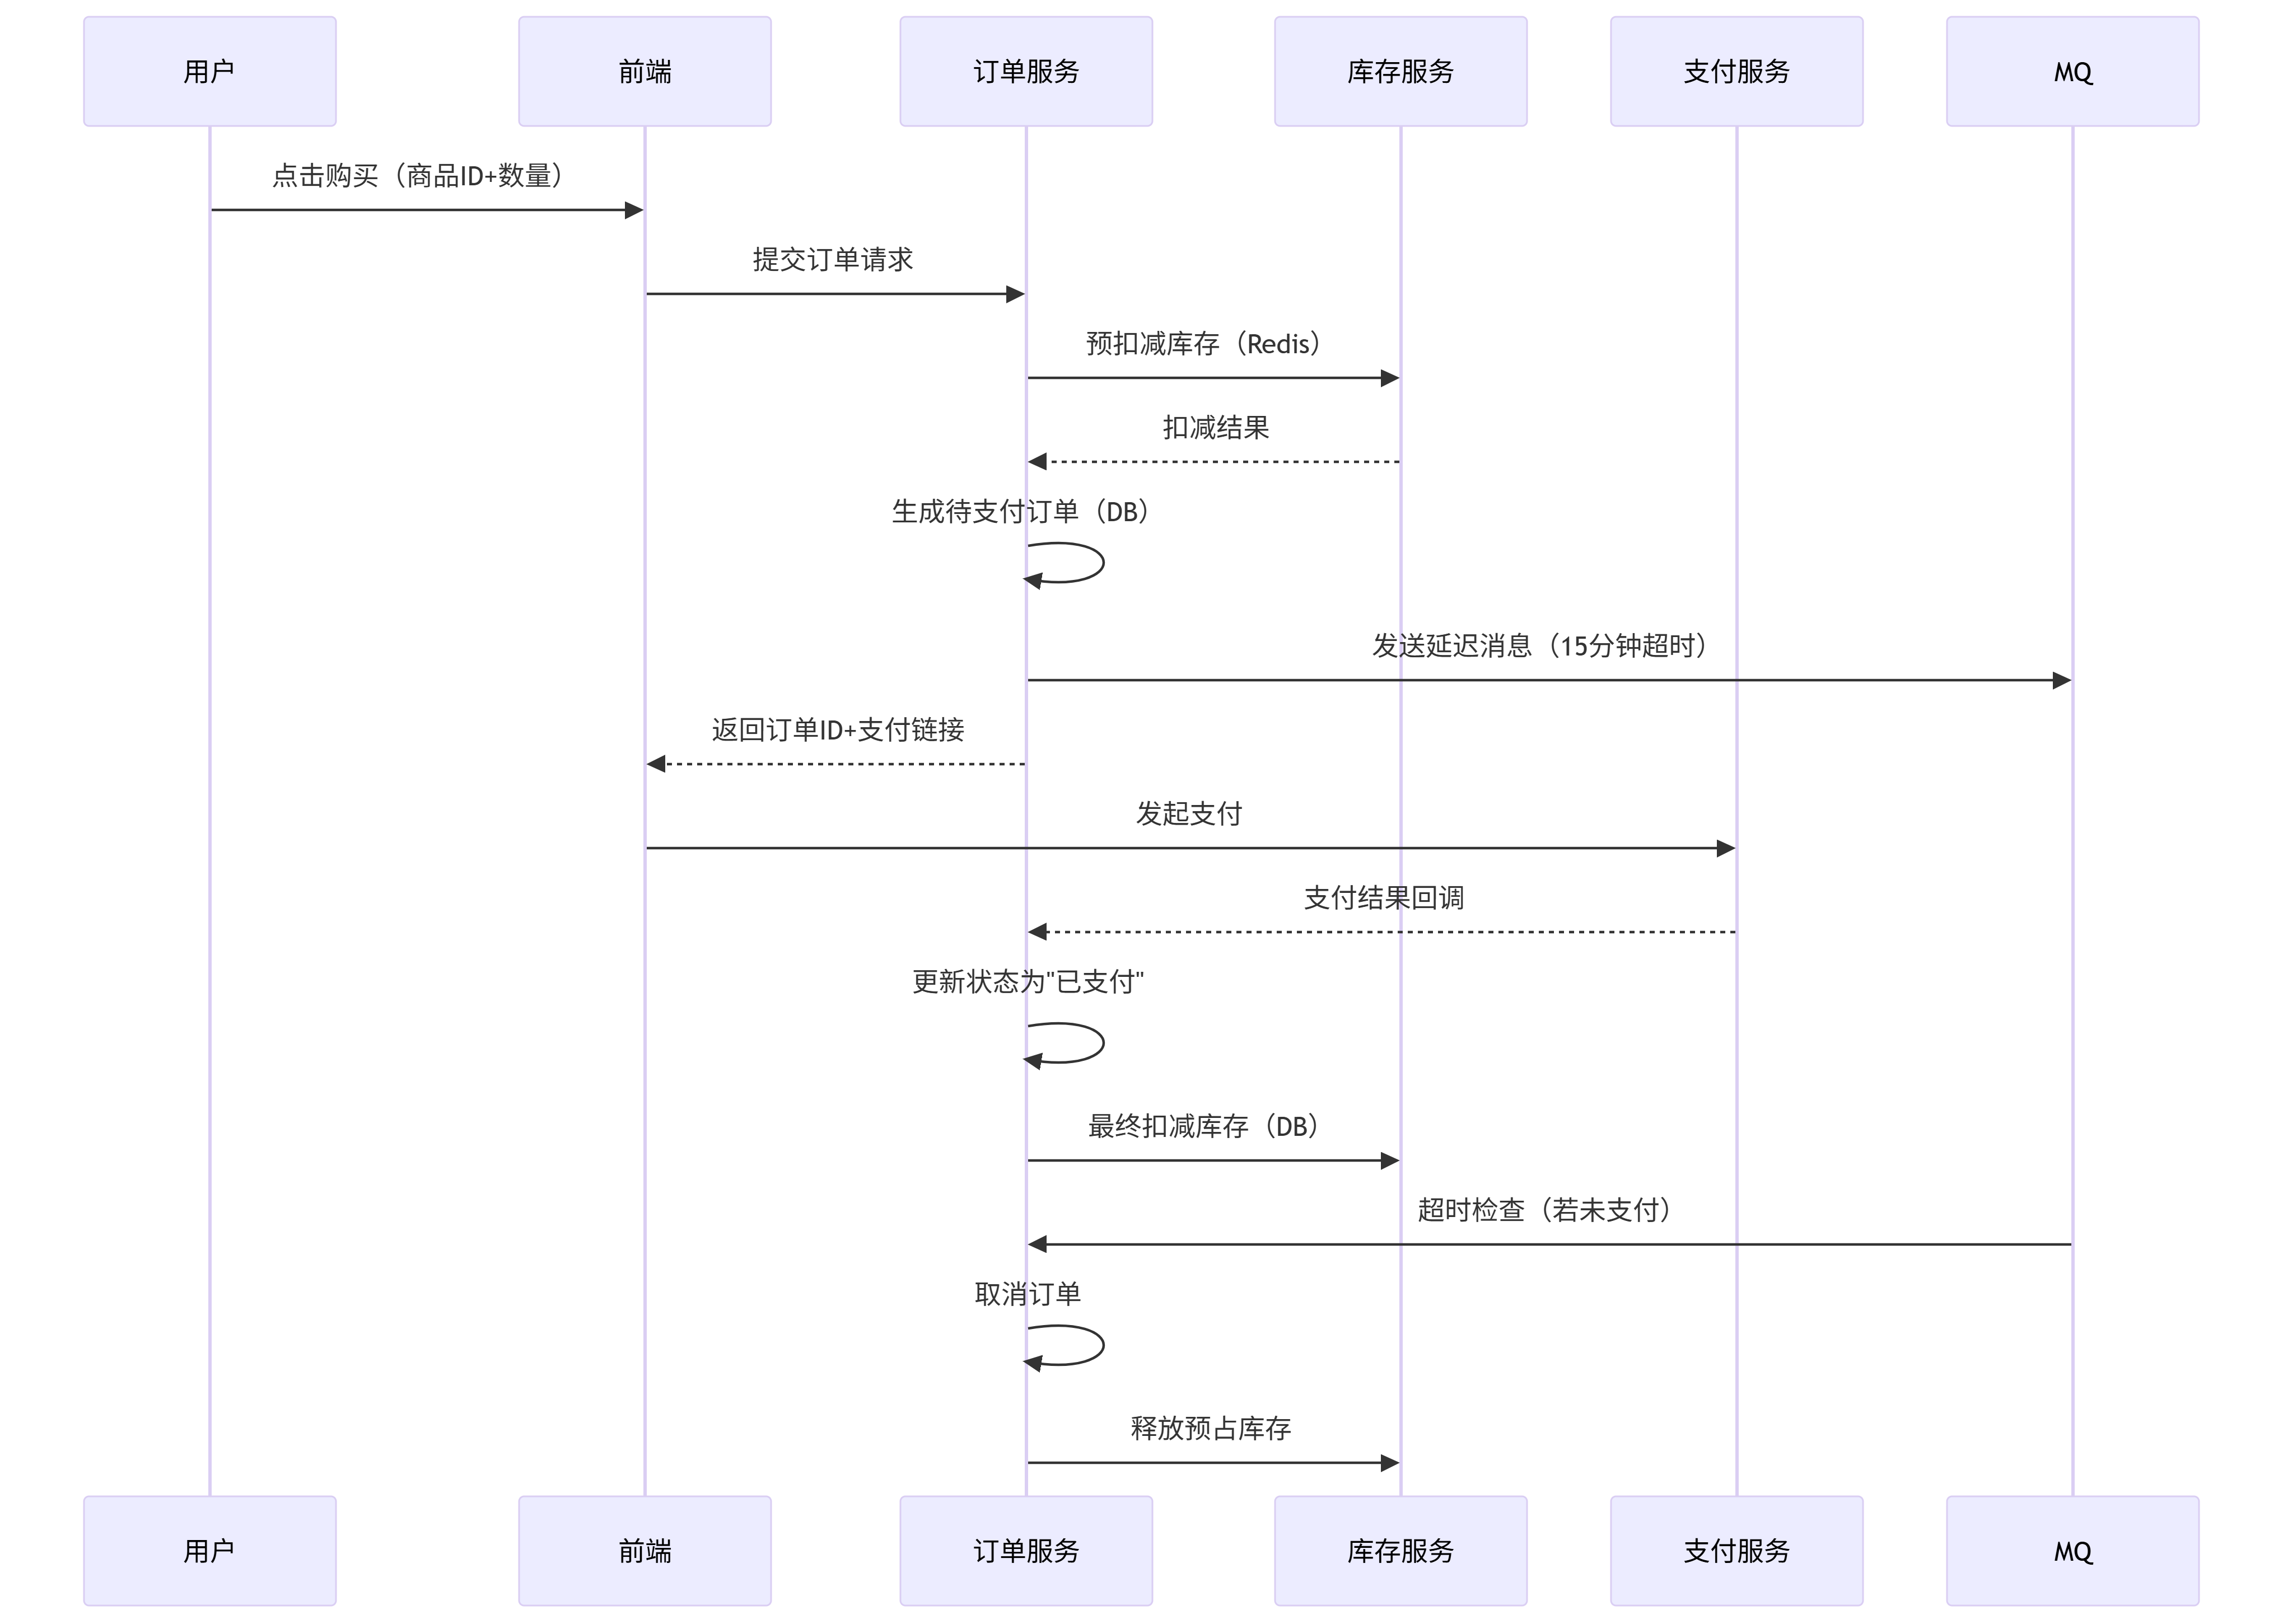 用户
前端
订单服务
库存服务
支付服务
MQ
点击购买（商品ID+数量）
提交订单请求
预扣减库存（Redis）
扣减结果
生成待支付订单（DB）
发送延迟消息（15分钟超时）
返回订单ID+支付链接
发起支付
支付结果回调
更新状态为"已支付"
最终扣减库存（DB）
超时检查（若未支付）
取消订单
释放预占库存
用户
前端
订单服务
库存服务
支付服务
MQ